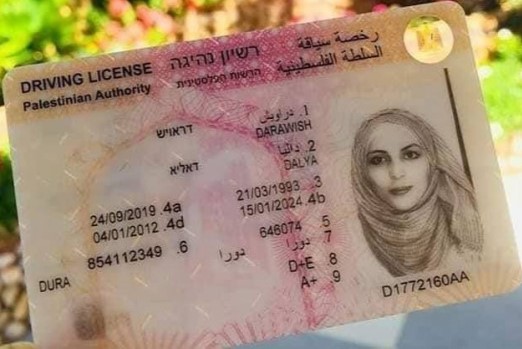 DRIVING LICENSE רשיון נהיגה رخصة سياقة
Palestinian Authority הרשות הפלסטינית السلطة الفلسطينية
1. دراويش דראויש
DARAWISH
2. داليا דאליא
DALYA
3 21/03/1993
4a. 24/09/2019 4b. 15/01/2024
4d. 04/01/2012 5 646074
6. 854112349 7 دورا دورا
DURA 8 D+E
9 A+
D1772160AA